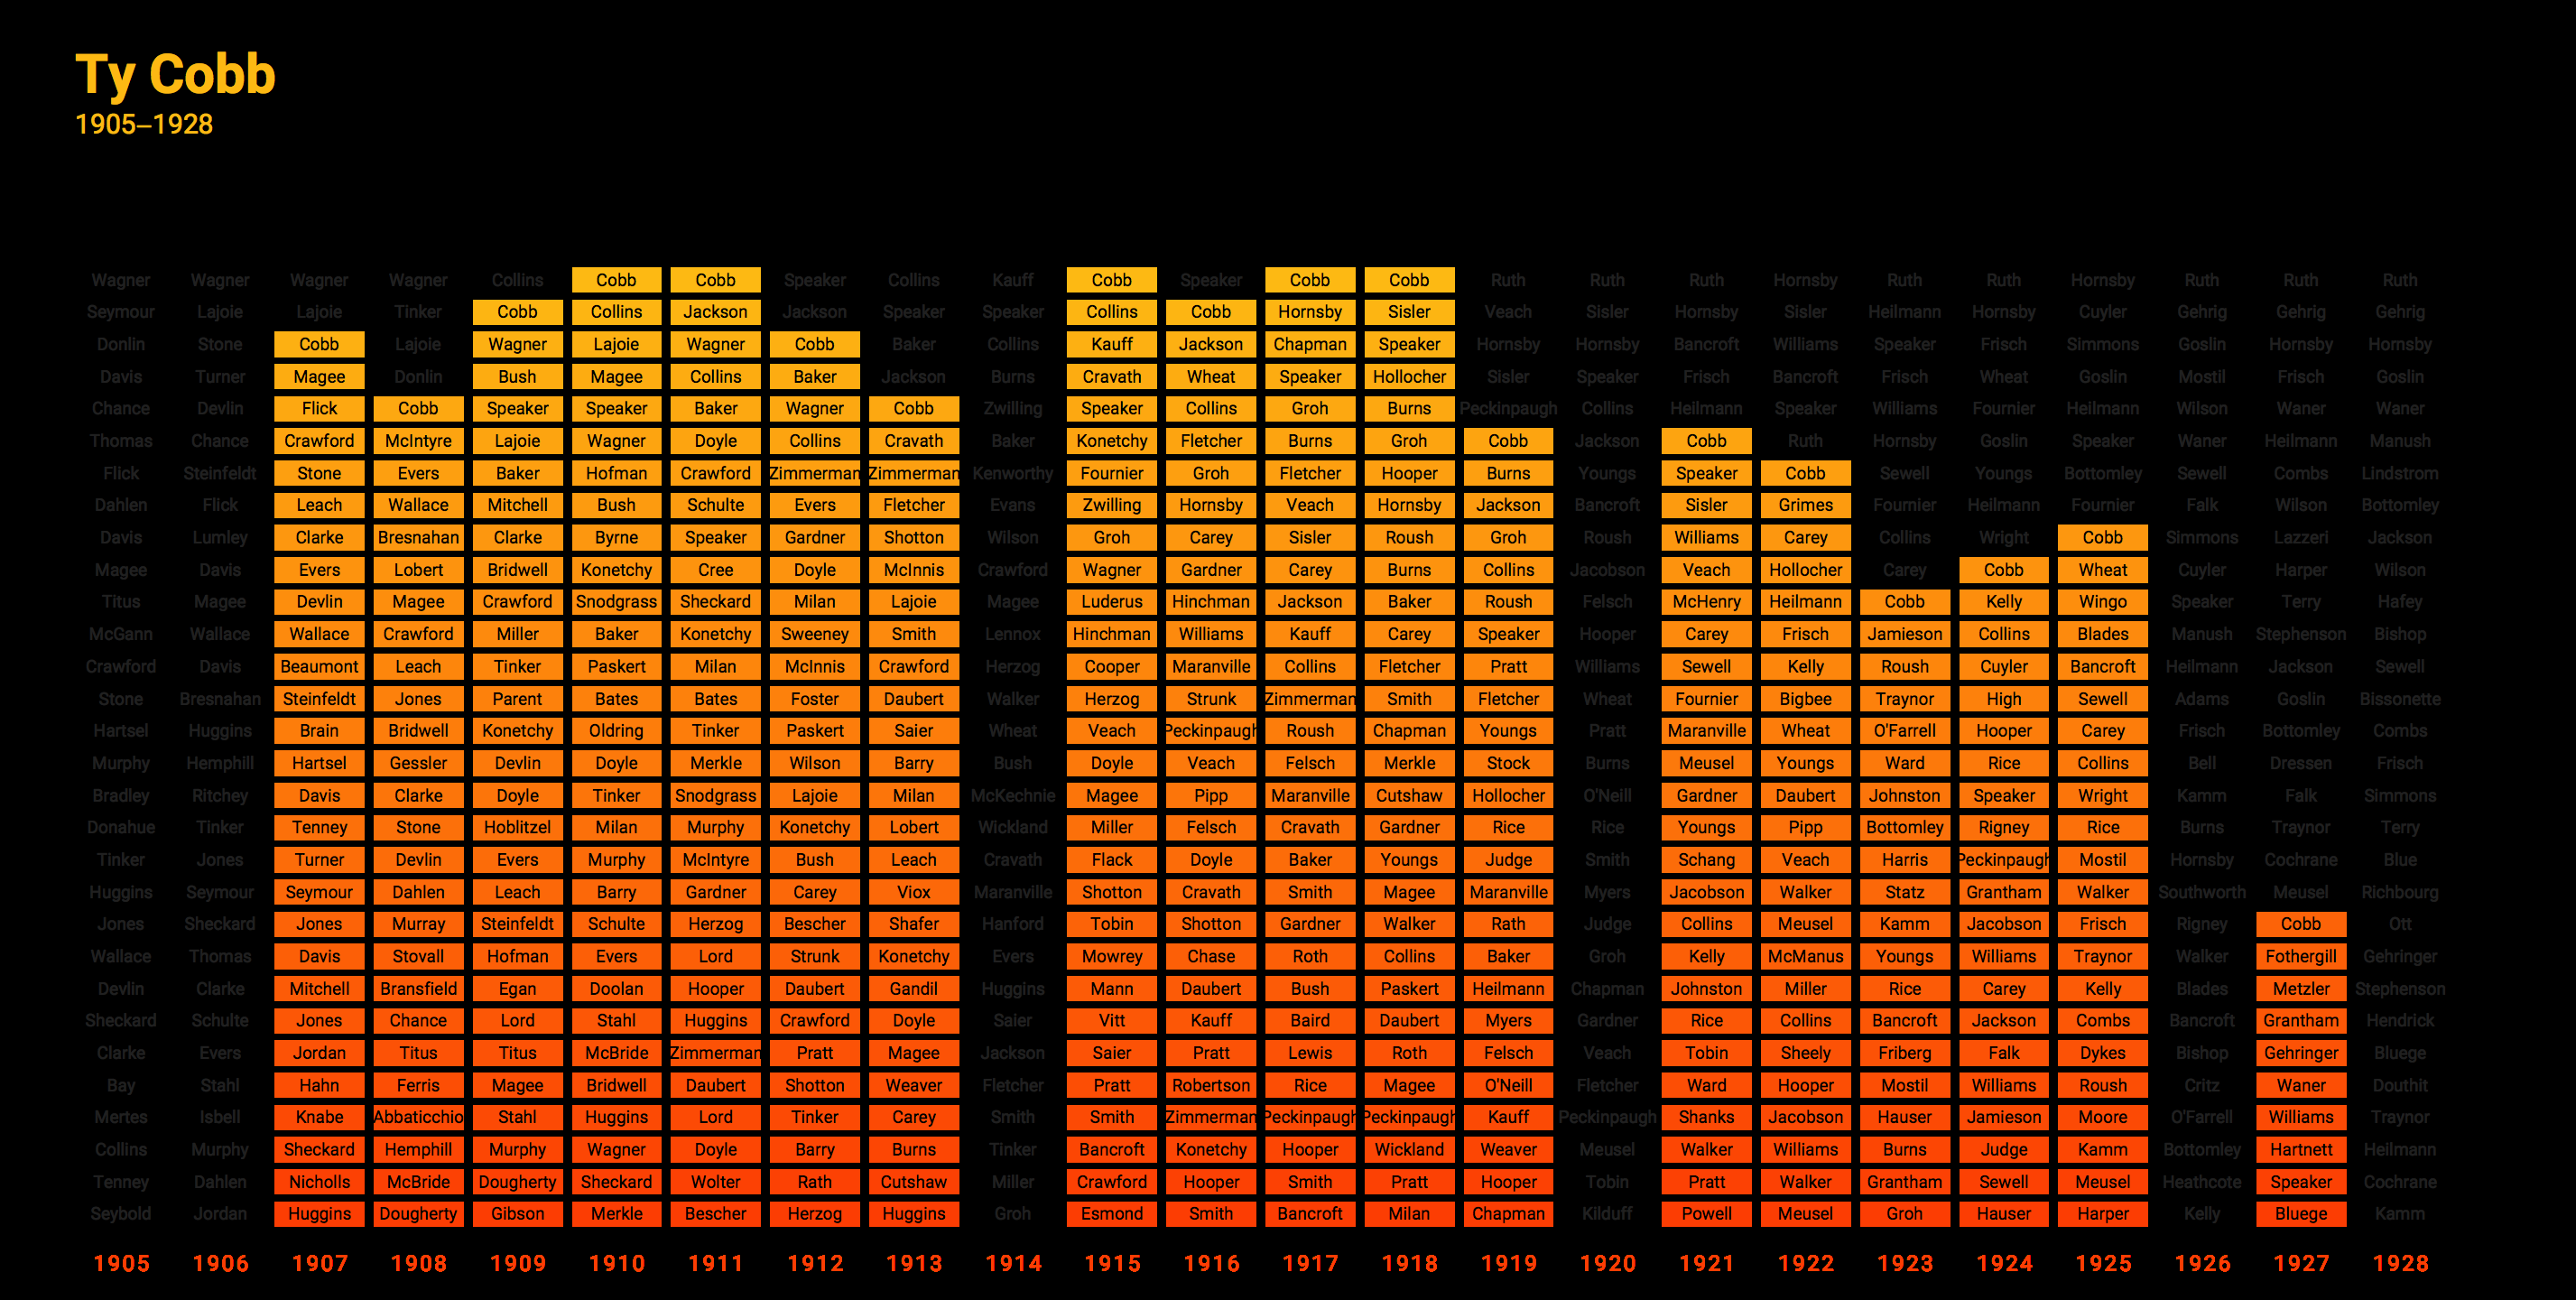 Ty Cobb
1905–1928
Wagner Wagner Wagner Wagner Collins Cobb Cobb Speaker Collins Kauff Cobb Speaker Cobb Cobb Ruth Ruth Ruth Hornsby Ruth Ruth Hornsby Ruth Ruth Ruth
Seymour Lajoie Lajoie Tinker Cobb Collins Jackson Jackson Speaker Speaker Collins Cobb Hornsby Sisler Veach Sisler Hornsby Sisler Heilmann Hornsby Cuyler Gehrig Gehrig Gehrig
Donlin Stone Cobb Lajoie Wagner Lajoie Wagner Cobb Baker Collins Kauff Jackson Chapman Speaker Hornsby Hornsby Bancroft Williams Speaker Frisch Simmons Goslin Hornsby Hornsby
Davis Turner Magee Donlin Bush Magee Collins Baker Jackson Burns Cravath Wheat Speaker Hollocher Sisler Speaker Frisch Bancroft Frisch Wheat Goslin Mostil Frisch Goslin
Chance Devlin Flick Cobb Speaker Speaker Baker Wagner Cobb Zwilling Speaker Collins Groh Burns Peckinpaugh Collins Heilmann Speaker Williams Fournier Heilmann Wilson Waner Waner
Thomas Chance Crawford McIntyre Lajoie Wagner Doyle Collins Cravath Baker Konetchy Fletcher Burns Groh Cobb Jackson Cobb Ruth Hornsby Goslin Speaker Waner Heilmann Manush
Flick Steinfeldt Stone Evers Baker Hofman Crawford Zimmerman Zimmerman Kenworthy Fournier Groh Fletcher Hooper Burns Youngs Speaker Cobb Sewell Youngs Bottomley Sewell Combs Lindstrom
Dahlen Flick Leach Wallace Mitchell Bush Schulte Evers Fletcher Evans Zwilling Hornsby Veach Hornsby Jackson Bancroft Sisler Grimes Fournier Heilmann Fournier Falk Wilson Bottomley
Davis Lumley Clarke Bresnahan Clarke Byrne Speaker Gardner Shotton Wilson Groh Carey Sisler Roush Groh Roush Williams Carey Collins Wright Cobb Simmons Lazzeri Jackson
Magee Davis Evers Lobert Bridwell Konetchy Cree Doyle McInnis Crawford Wagner Gardner Carey Burns Collins Jacobson Veach Hollocher Carey Cobb Wheat Cuyler Harper Wilson
Titus Magee Devlin Magee Crawford Snodgrass Sheckard Milan Lajoie Magee Luderus Hinchman Jackson Baker Roush Felsch McHenry Heilmann Cobb Kelly Wingo Speaker Terry Hafey
McGann Wallace Wallace Crawford Miller Baker Konetchy Sweeney Smith Lennox Hinchman Williams Kauff Carey Speaker Hooper Carey Frisch Jamieson Collins Blades Manush Stephenson Bishop
Crawford Davis Beaumont Leach Tinker Paskert Milan McInnis Crawford Herzog Cooper Maranville Collins Fletcher Pratt Williams Sewell Kelly Roush Cuyler Bancroft Heilmann Jackson Sewell
Stone Bresnahan Steinfeldt Jones Parent Bates Bates Foster Daubert Walker Herzog Strunk Zimmerman Smith Fletcher Wheat Fournier Bigbee Traynor High Sewell Adams Goslin Bissonette
Hartsel Huggins Brain Bridwell Konetchy Oldring Tinker Paskert Saier Wheat Veach Peckinpaugh Roush Chapman Youngs Pratt Maranville Wheat O'Farrell Hooper Carey Frisch Bottomley Combs
Murphy Hemphill Hartsel Gessler Devlin Doyle Merkle Wilson Barry Bush Doyle Veach Felsch Merkle Stock Burns Meusel Youngs Ward Rice Collins Bell Dressen Frisch
Bradley Ritchey Davis Clarke Doyle Tinker Snodgrass Lajoie Milan McKechnie Magee Pipp Maranville Cutshaw Hollocher O'Neill Gardner Daubert Johnston Speaker Wright Kamm Falk Simmons
Donahue Tinker Tenney Stone Hoblitzel Milan Murphy Konetchy Lobert Wickland Miller Felsch Cravath Gardner Rice Rice Youngs Pipp Bottomley Rigney Rice Burns Traynor Terry
Tinker Jones Turner Devlin Evers Murphy McIntyre Bush Leach Cravath Flack Doyle Baker Youngs Judge Smith Schang Veach Harris Peckinpaugh Mostil Hornsby Cochrane Blue
Huggins Seymour Seymour Dahlen Leach Barry Gardner Carey Viox Maranville Shotton Cravath Smith Magee Maranville Myers Jacobson Walker Statz Grantham Walker Southworth Meusel Richbourg
Jones Sheckard Jones Murray Steinfeldt Schulte Herzog Bescher Shafer Hanford Tobin Shotton Gardner Walker Rath Judge Collins Meusel Kamm Jacobson Frisch Rigney Cobb Ott
Wallace Thomas Davis Stovall Hofman Evers Lord Strunk Konetchy Evers Mowrey Chase Roth Collins Baker Groh Kelly McManus Youngs Williams Traynor Walker Fothergill Gehringer
Devlin Clarke Mitchell Bransfield Egan Doolan Hooper Daubert Gandil Huggins Mann Daubert Bush Paskert Heilmann Chapman Johnston Miller Rice Carey Kelly Blades Metzler Stephenson
Sheckard Schulte Jones Chance Lord Stahl Huggins Crawford Doyle Saier Vitt Kauff Baird Daubert Myers Gardner Rice Collins Bancroft Jackson Combs Bancroft Grantham Hendrick
Clarke Evers Jordan Titus Titus McBride Zimmerman Pratt Magee Jackson Saier Pratt Lewis Roth Felsch Veach Tobin Sheely Friberg Falk Dykes Bishop Gehringer Bluege
Bay Stahl Hahn Ferris Magee Bridwell Daubert Shotton Weaver Fletcher Pratt Robertson Rice Magee O'Neill Fletcher Ward Hooper Mostil Williams Roush Critz Waner Douthit
Mertes Isbell Knabe Abbaticchio Stahl Huggins Lord Tinker Carey Smith Smith Zimmerman Peckinpaugh Peckinpaugh Kauff Peckinpaugh Shanks Jacobson Hauser Jamieson Moore O'Farrell Williams Traynor
Collins Murphy Sheckard Hemphill Murphy Wagner Doyle Barry Burns Tinker Bancroft Konetchy Hooper Wickland Weaver Meusel Walker Williams Burns Judge Kamm Bottomley Hartnett Heilmann
Tenney Dahlen Nicholls McBride Dougherty Sheckard Wolter Rath Cutshaw Miller Crawford Hooper Smith Pratt Hooper Tobin Pratt Walker Grantham Sewell Meusel Heathcote Speaker Cochrane
Seybold Jordan Huggins Dougherty Gibson Merkle Bescher Herzog Huggins Groh Esmond Smith Bancroft Milan Chapman Kilduff Powell Meusel Groh Hauser Harper Kelly Bluege Kamm
1905 1906 1907 1908 1909 1910 1911 1912 1913 1914 1915 1916 1917 1918 1919 1920 1921 1922 1923 1924 1925 1926 1927 1928